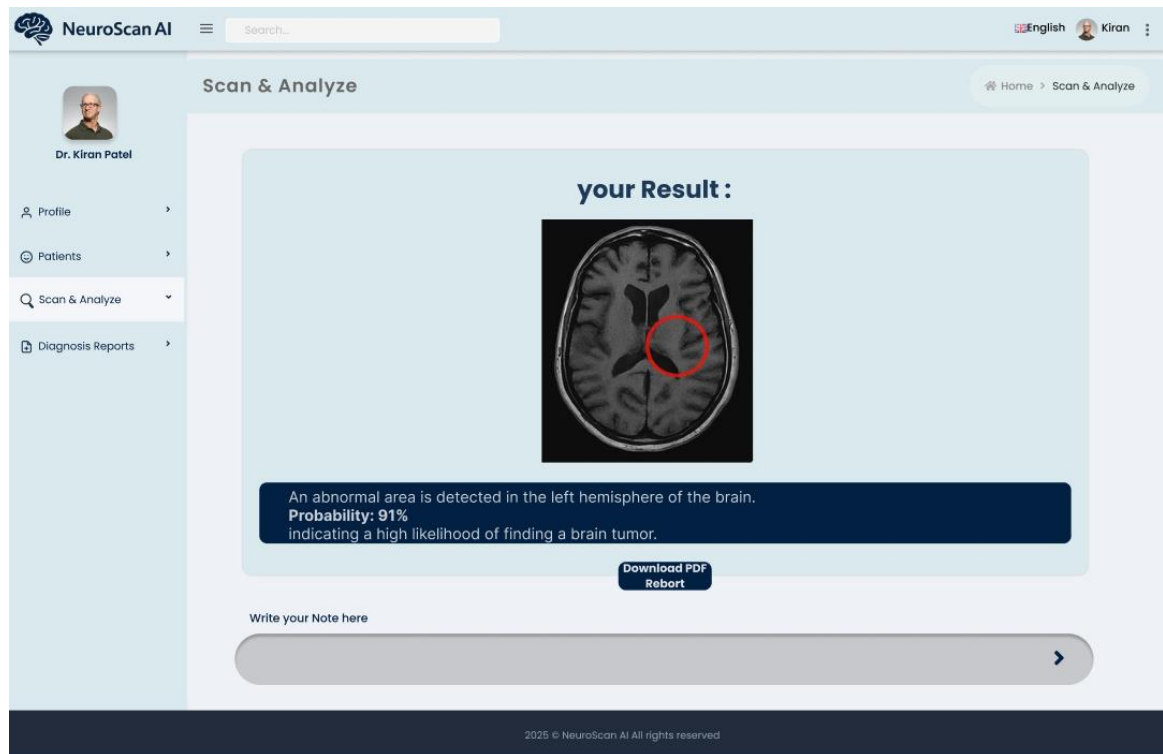 NeuroScan AI
Search...
English
Kiran
Scan & Analyze
Home > Scan & Analyze
Dr. Kiran Patel
Profile
Patients
Scan & Analyze
Diagnosis Reports
your Result :
An abnormal area is detected in the left hemisphere of the brain.
Probability: 91%
indicating a high likelihood of finding a brain tumor.
Download PDF
Rebort
Write your Note here
2025 © NeuroScan AI All rights reserved